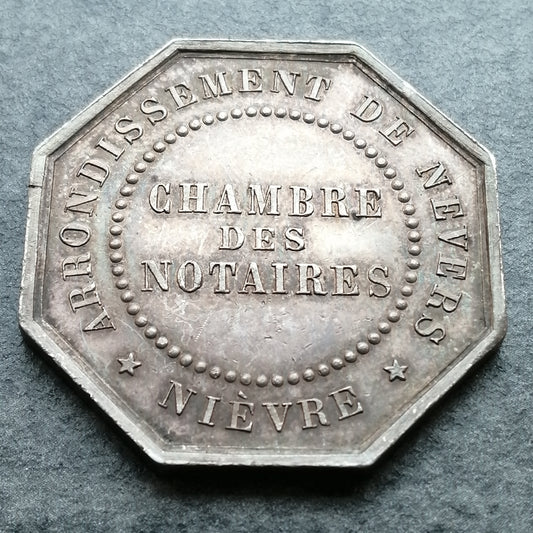 ARRONDISSEMENT DE NEVERS
CHAMBRE
DES
NOTAIRES
NIÈVRE